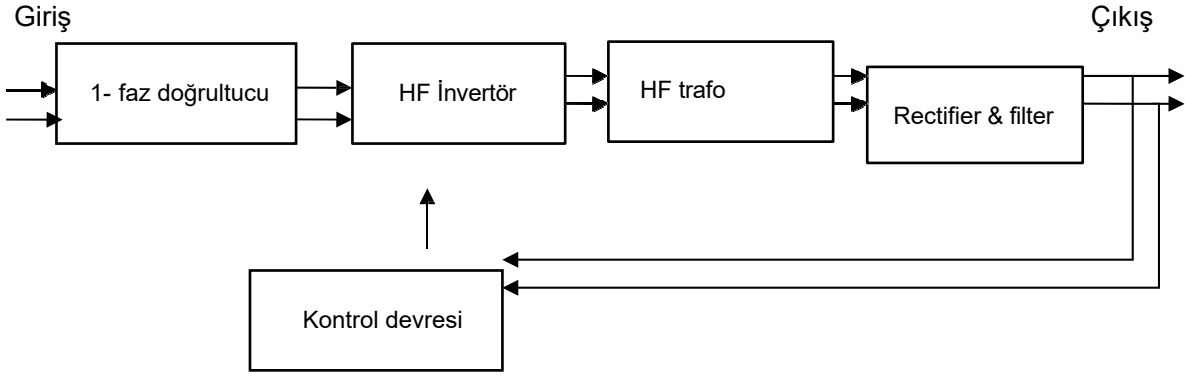 Giriş
Çıkış
1- faz doğrultucu
HF İnvertör
HF trafo
Rectifier & filter
Kontrol devresi